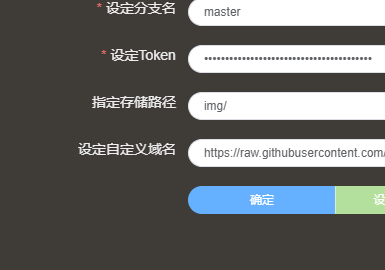 * 设定分支名 master
* 设定Token ••••••••••••••••••••••••••••••••••••••••
指定存储路径 img/
设定自定义域名 https://raw.githubusercontent.com/
确定 设